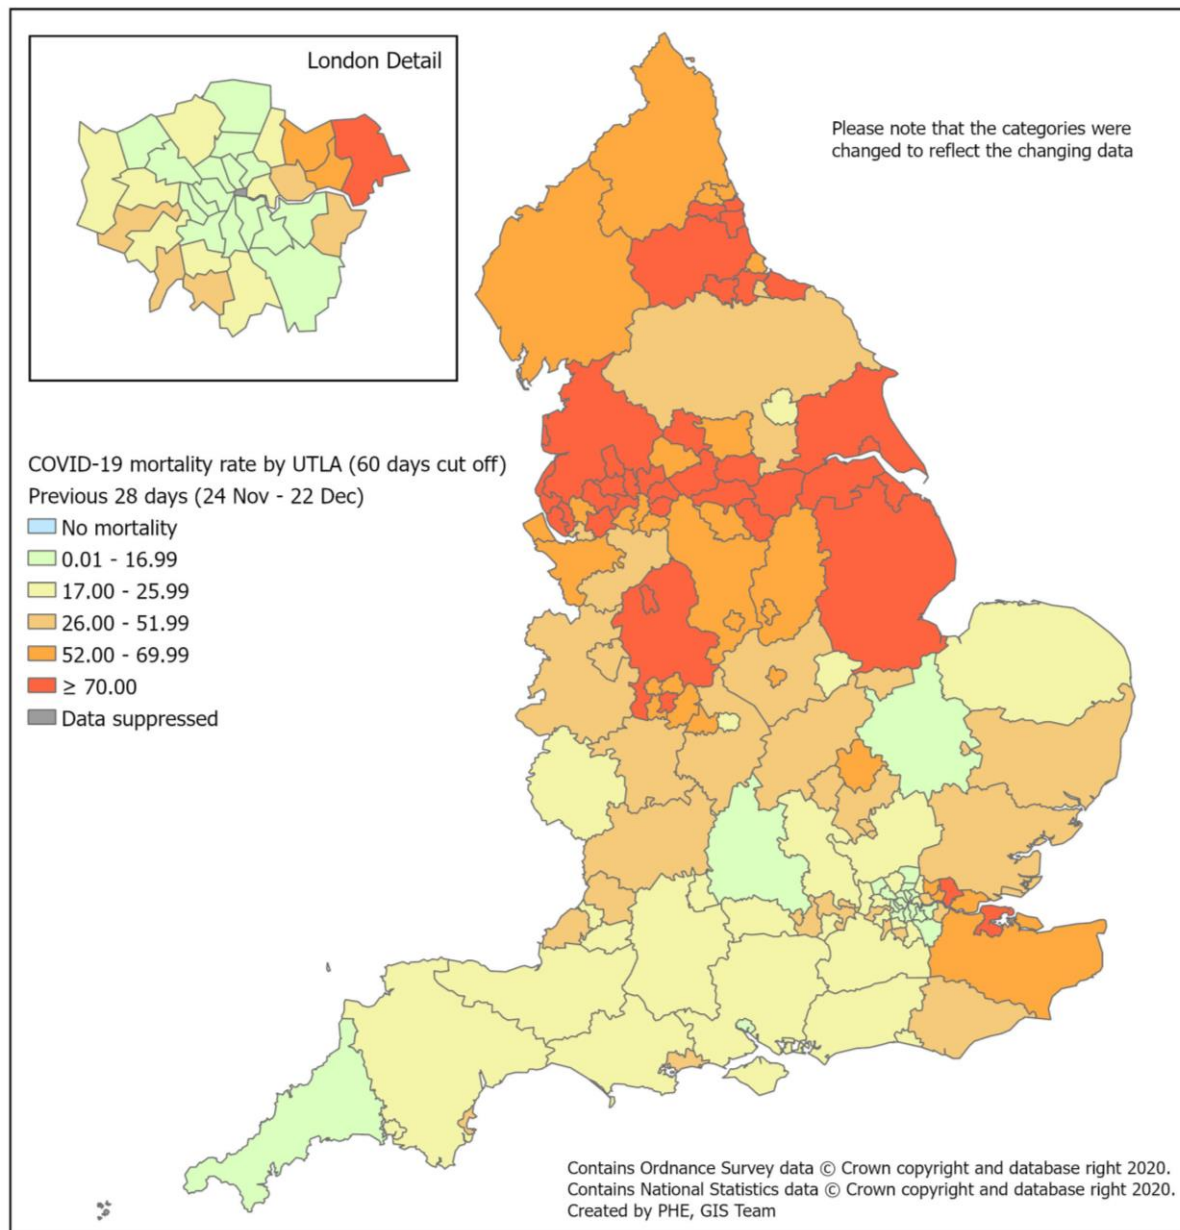 London Detail
Please note that the categories were
changed to reflect the changing data
COVID-19 mortality rate by UTLA (60 days cut off)
Previous 28 days (24 Nov - 22 Dec)
No mortality
0.01 - 16.99
17.00 - 25.99
26.00 - 51.99
52.00 - 69.99
≥ 70.00
Data suppressed
Contains Ordnance Survey data © Crown copyright and database right 2020.
Contains National Statistics data © Crown copyright and database right 2020.
Created by PHE, GIS Team